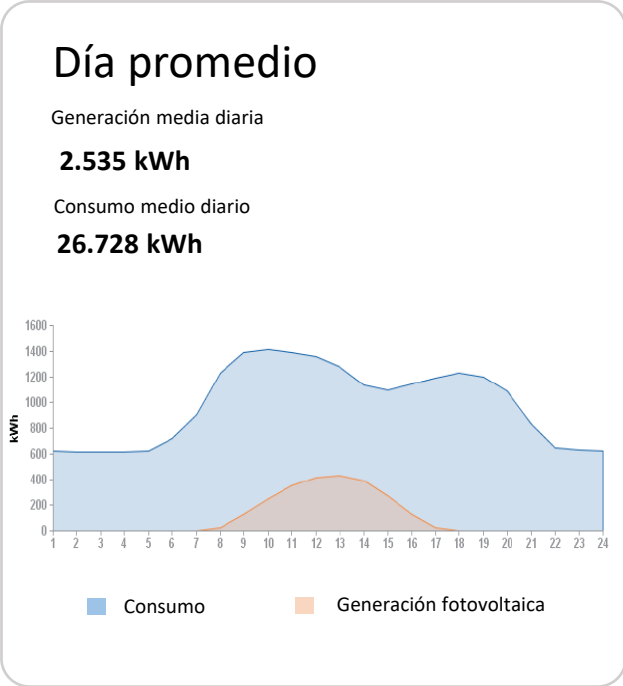 Día promedio
Generación media diaria
2.535 kWh
Consumo medio diario
26.728 kWh
1600
1400
1200
1000
800
600
400
200
0
kWh
1 2 3 4 5 6 7 8 9 10 11 12 13 14 15 16 17 18 19 20 21 22 23 24
Consumo Generación fotovoltaica